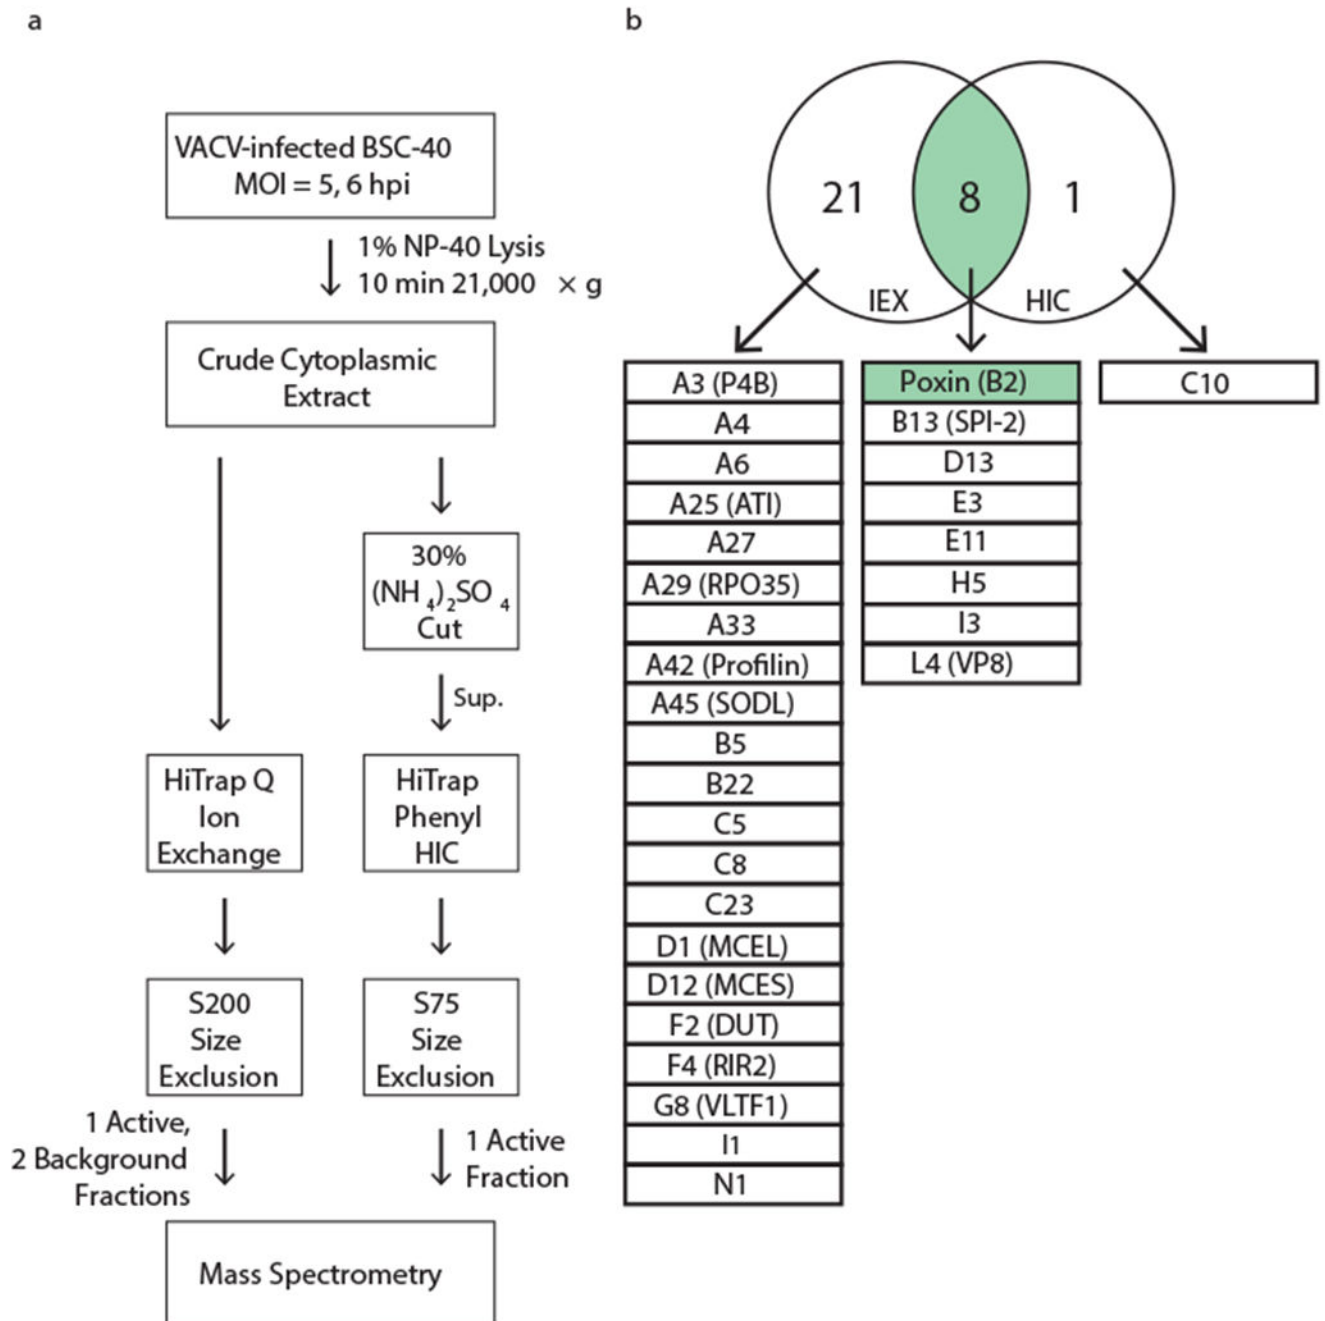 a
VACV-infected BSC-40
MOI = 5, 6 hpi
1% NP-40 Lysis
10 min 21,000 × g
Crude Cytoplasmic
Extract
30%
(NH4)2SO4
Cut
Sup.
HiTrap Q
Ion
Exchange
HiTrap
Phenyl
HIC
S200
Size
Exclusion
S75
Size
Exclusion
1 Active,
2 Background
Fractions
1 Active
Fraction
Mass Spectrometry
b
21
8
1
IEX
HIC
A3 (P4B)
A4
A6
A25 (ATI)
A27
A29 (RPO35)
A33
A42 (Profilin)
A45 (SODL)
B5
B22
C5
C8
C23
D1 (MCEL)
D12 (MCES)
F2 (DUT)
F4 (RIR2)
G8 (VLTF1)
I1
N1
Poxin (B2)
B13 (SPI-2)
D13
E3
E11
H5
I3
L4 (VP8)
C10